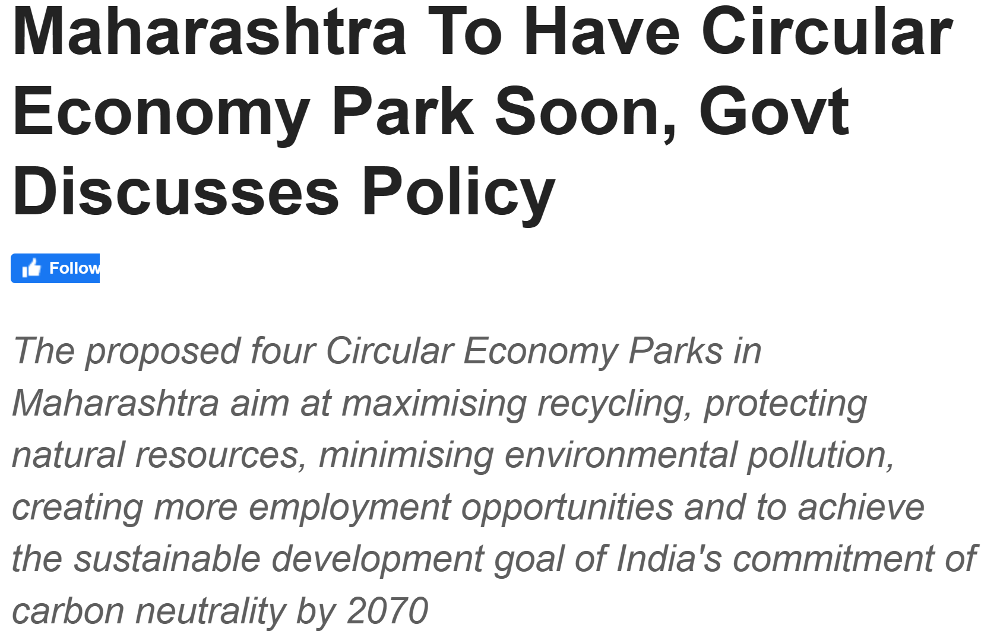 Maharashtra To Have Circular
Economy Park Soon, Govt
Discusses Policy
Follow
The proposed four Circular Economy Parks in
Maharashtra aim at maximising recycling, protecting
natural resources, minimising environmental pollution,
creating more employment opportunities and to achieve
the sustainable development goal of India's commitment of
carbon neutrality by 2070